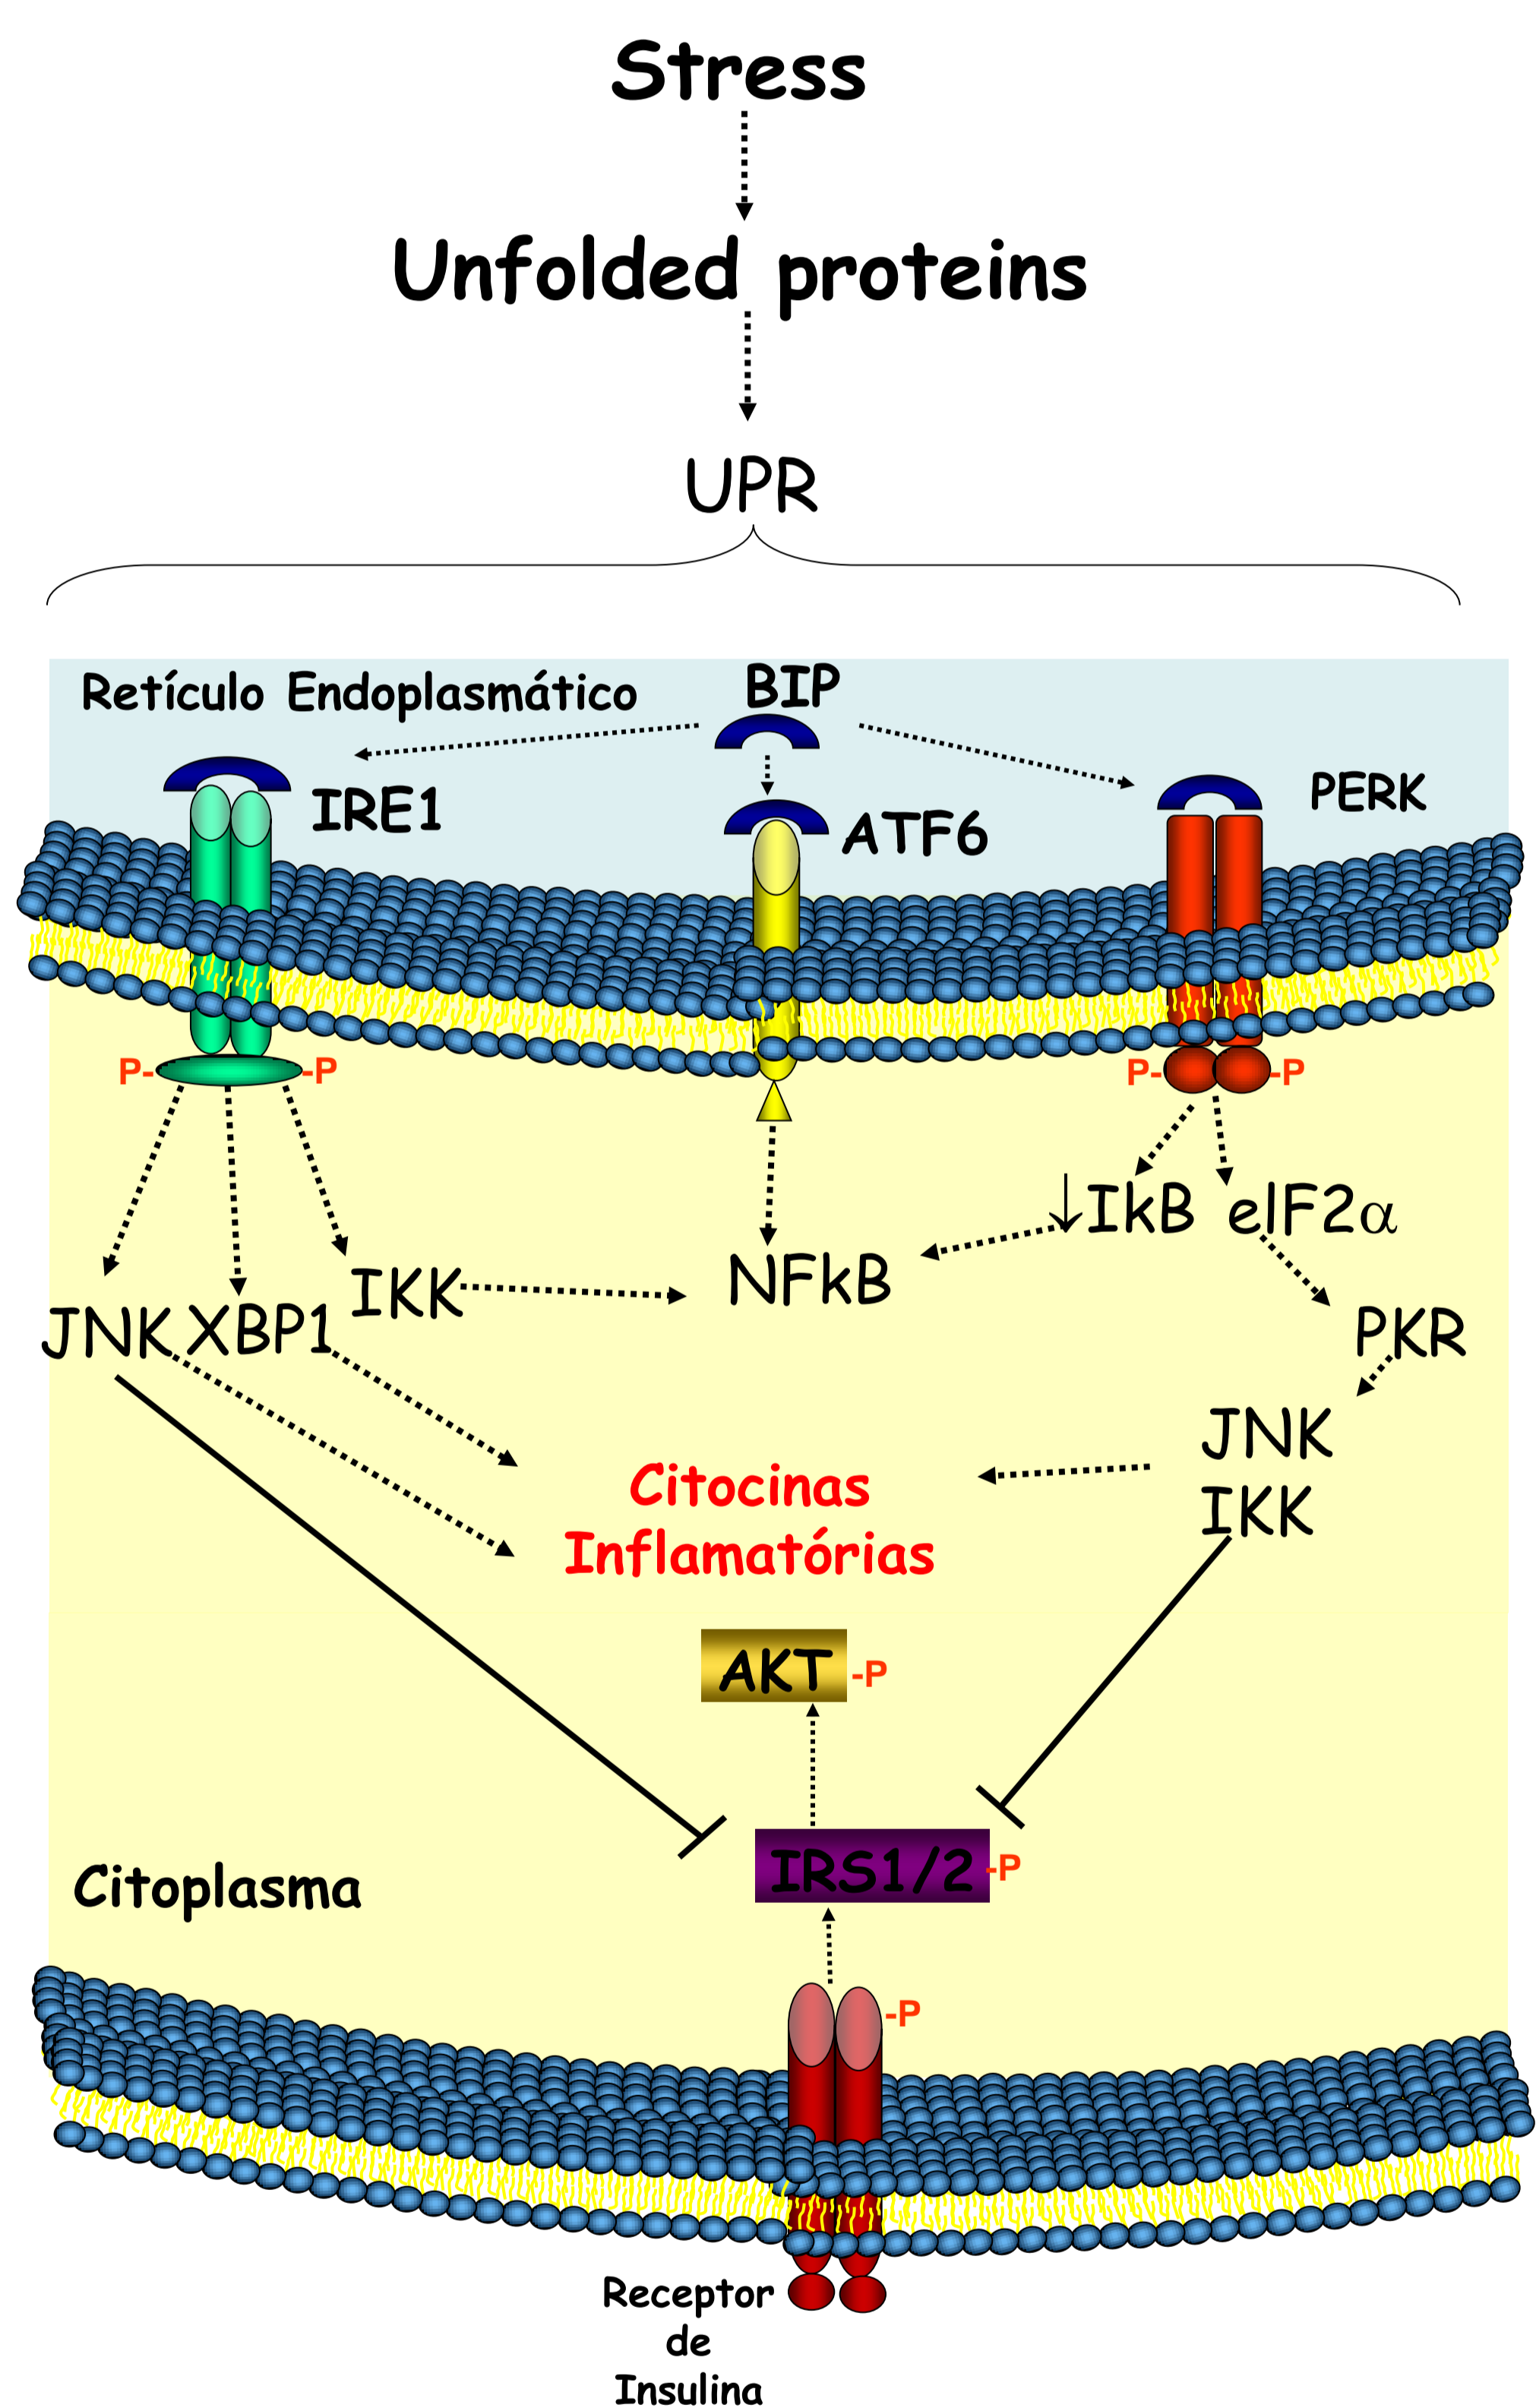 Stress
Unfolded proteins
UPR
Retículo Endoplasmático
BIP
IRE1
ATF6
PERK
P-
-P
P-
-P
↓IkB
eIF2α
IKK
NFkB
JNK
XBP1
PKR
JNK
IKK
Citocinas
Inflamatórias
AKT
-P
IRS1/2
-P
Citoplasma
-P
Receptor
de
Insulina